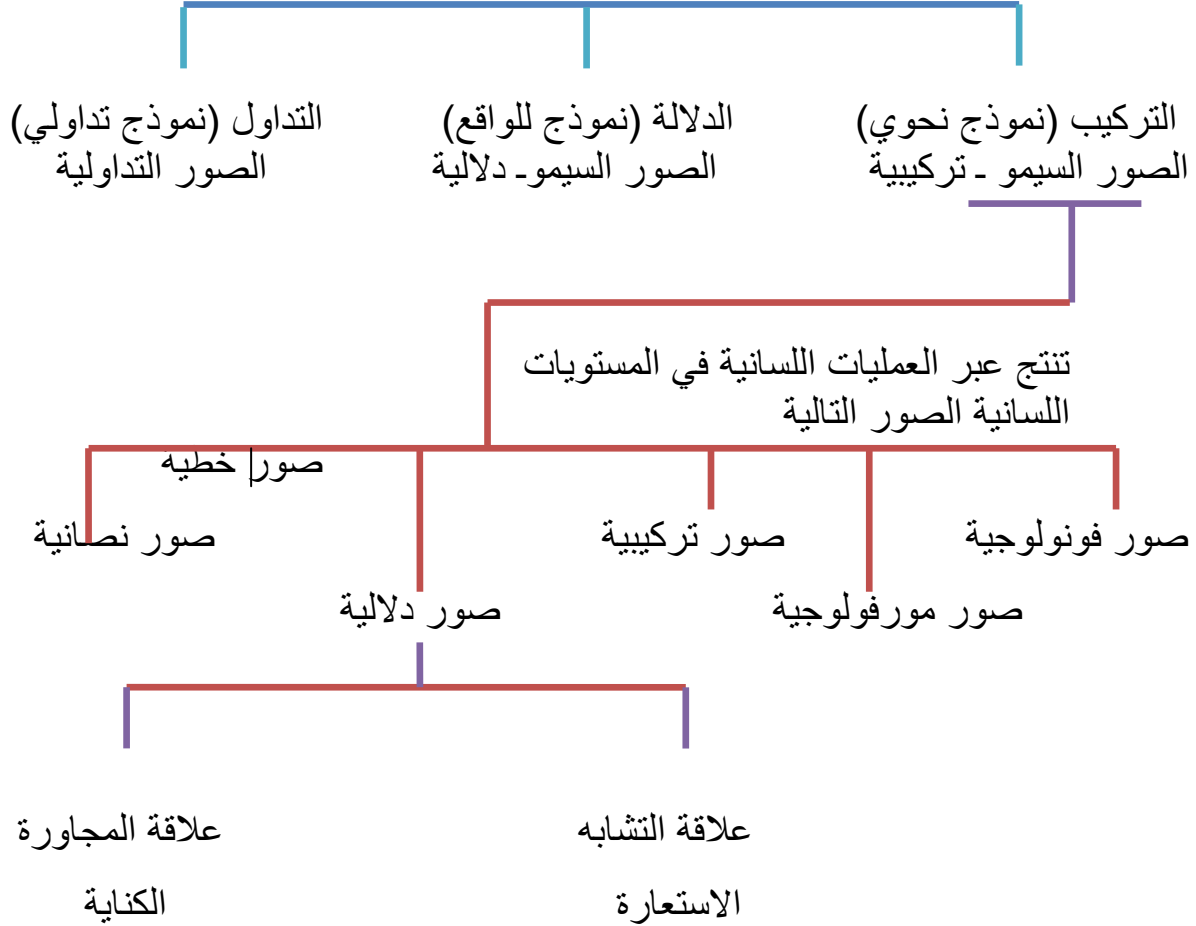 التركيب (نموذج نحوي)
الصور السيمو ـ تركيبية
الدلالة (نموذج للواقع)
الصور السيموـ دلالية
التداول (نموذج تداولي)
الصور التداولية
تنتج عبر العمليات اللسانية في المستويات
اللسانية الصور التالية
صور خطية
صور فونولوجية
صور تركيبية
صور نصانية
صور مورفولوجية
صور دلالية
علاقة التشابه
الاستعارة
علاقة المجاورة
الكناية